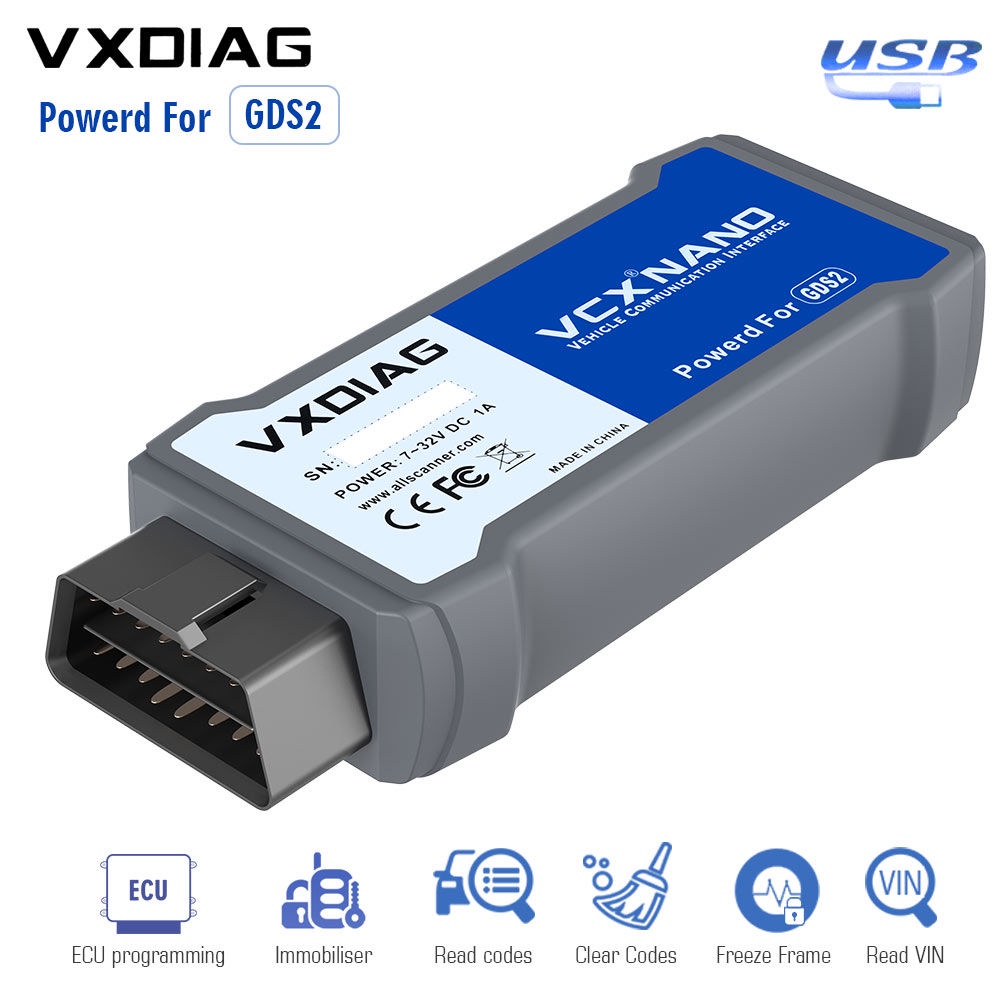 VXDIAG
Powerd For GDS2
USB
VCX® NANO
VEHICLE COMMUNICATION INTERFACE
Powerd For GDS2
VXDIAG
SN:
POWER:7~32V DC 1A
www.allscanner.com
CE FC
MADE IN CHINA
ECU
VIN
ECU programming
Immobiliser
Read codes
Clear Codes
Freeze Frame
Read VIN